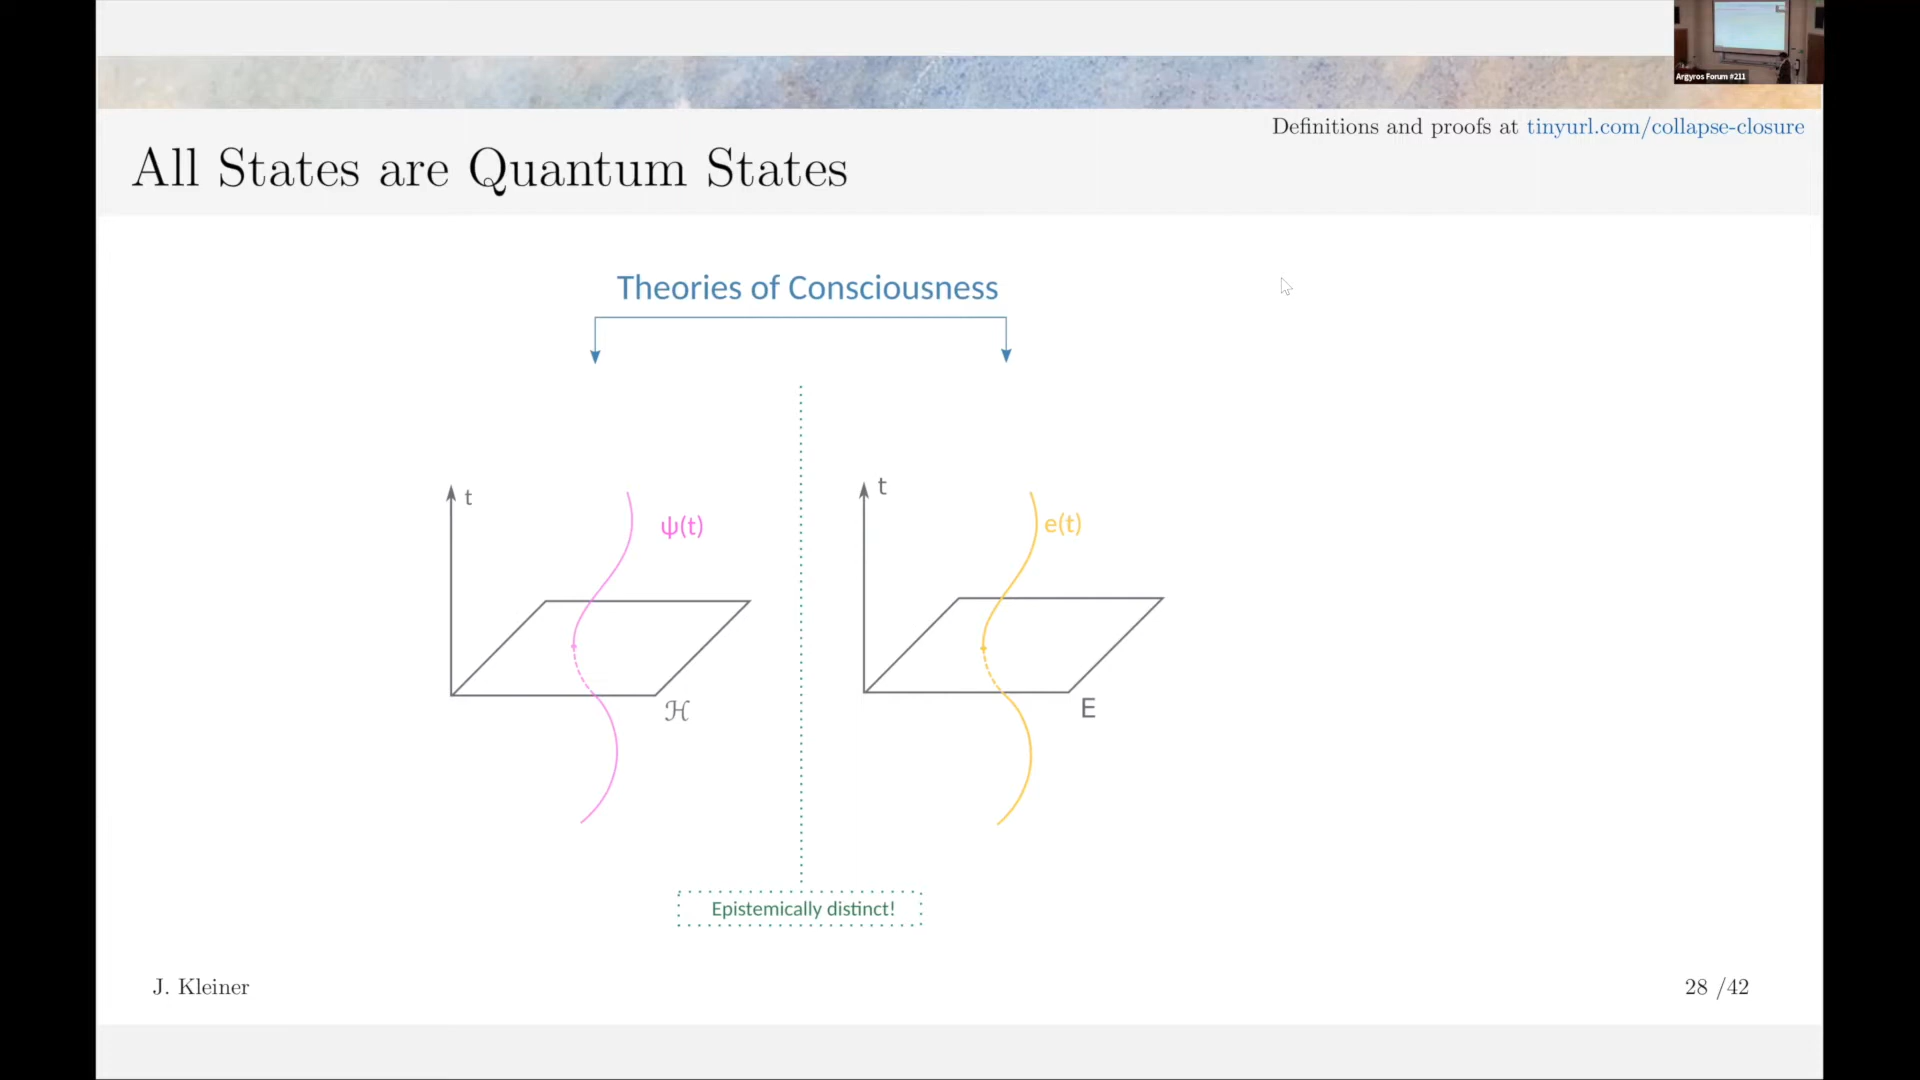 Argyros Forum #211
Definitions and proofs at tinyurl.com/collapse-closure
All States are Quantum States
Theories of Consciousness
t
ψ(t)
ℋ
t
e(t)
E
Epistemically distinct!
J. Kleiner
28 /42